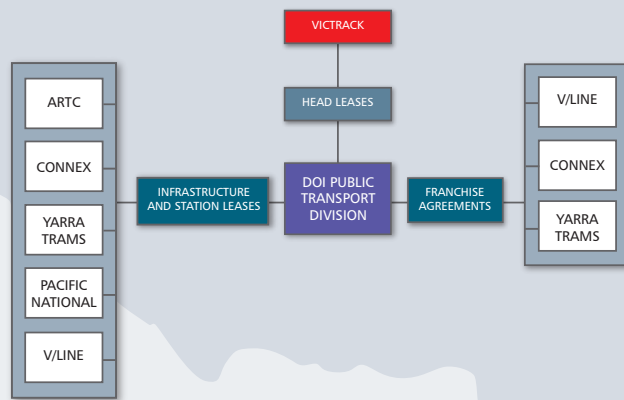 VICTRACK
HEAD LEASES
ARTC
CONNEX
YARRA
TRAMS
PACIFIC
NATIONAL
V/LINE
INFRASTRUCTURE
AND STATION LEASES
DOI PUBLIC
TRANSPORT
DIVISION
FRANCHISE
AGREEMENTS
V/LINE
CONNEX
YARRA
TRAMS